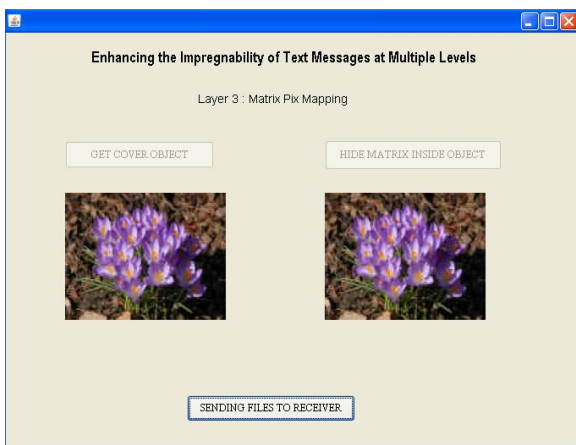 Enhancing the Impregnability of Text Messages at Multiple Levels
Layer 3 : Matrix Pix Mapping
GET COVER OBJECT
HIDE MATRIX INSIDE OBJECT
SENDING FILES TO RECEIVER